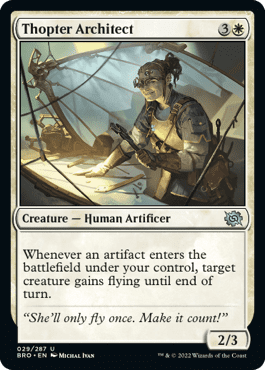 Thopter Architect 3
Creature — Human Artificer
Whenever an artifact enters the
battlefield under your control, target
creature gains flying until end of
turn.
“She’ll only fly once. Make it count!”
2/3
029/287 U
BRO • EN MICHAL IVAN
™ & © 2022 Wizards of the Coast